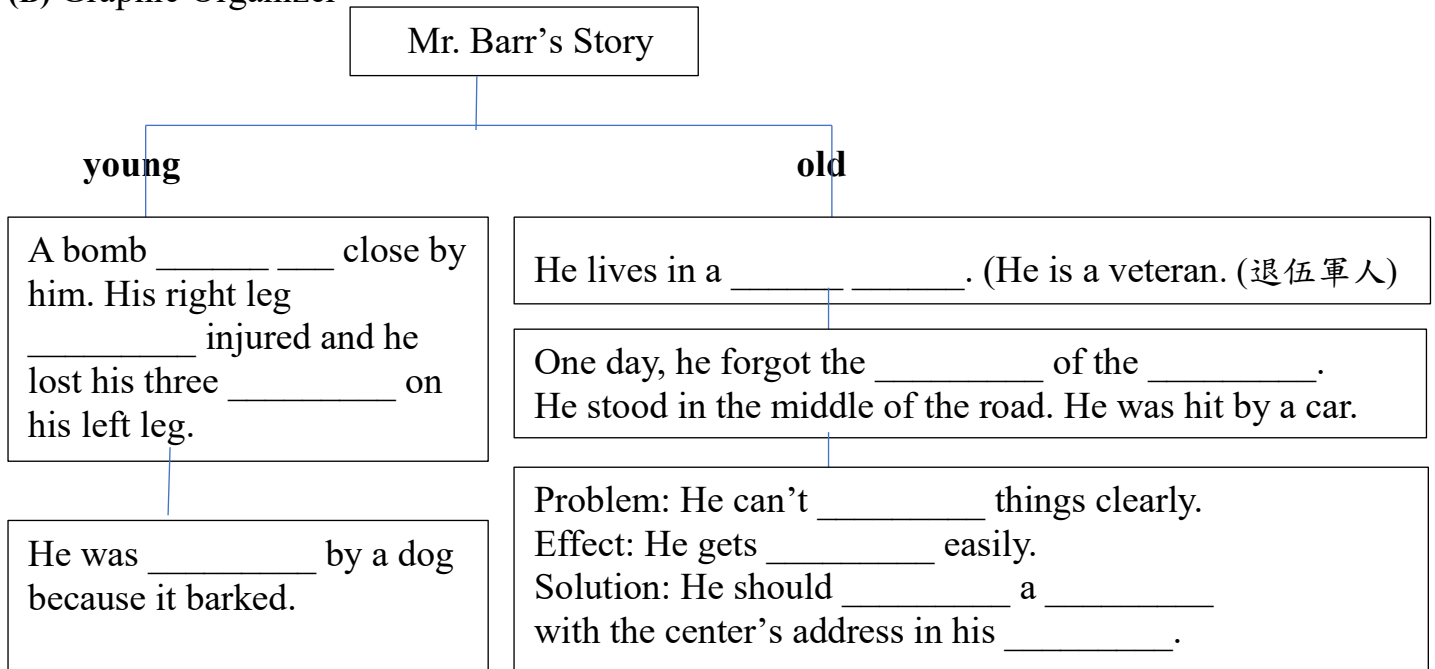 (B) Graphic Organizer
Mr. Barr’s Story
young
A bomb ______ ___ close by
him. His right leg
_________ injured and he
lost his three _________ on
his left leg.
He was _________ by a dog
because it barked.
old
He lives in a ______ ______. (He is a veteran. (退伍軍人)
One day, he forgot the _________ of the _________.
He stood in the middle of the road. He was hit by a car.
Problem: He can’t _________ things clearly.
Effect: He gets _________ easily.
Solution: He should _________ a _________
with the center’s address in his _________.